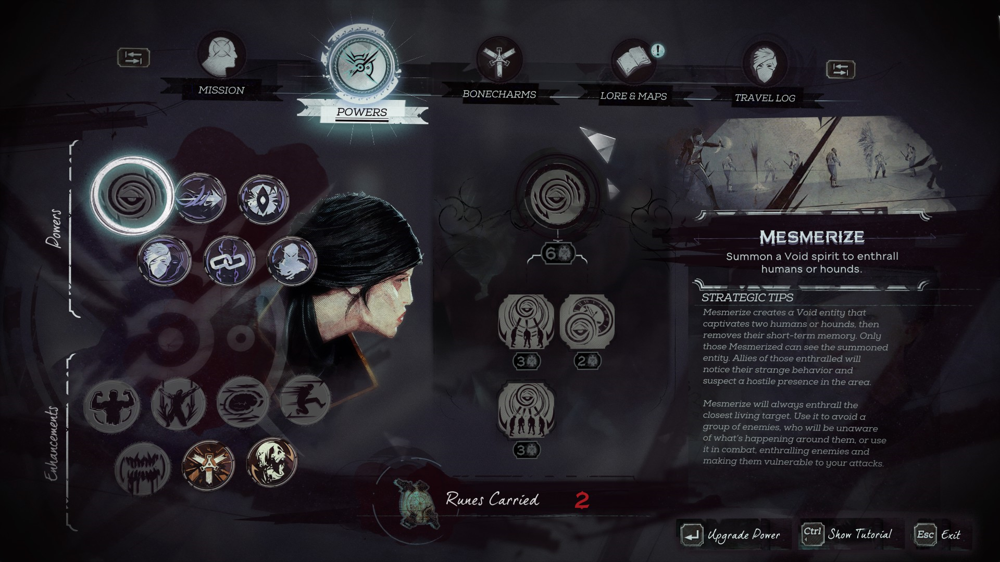 MISSION
POWERS
BONECHARMS
LORE & MAPS
TRAVEL LOG
Powers
Enhancements
6
3
2
3
Runes Carried 2
MESMERIZE
Summon a Void spirit to enthrall
humans or hounds.
STRATEGIC TIPS
Mesmerize creates a Void entity that
captivates two humans or hounds, then
removes their short-term memory. Only
those Mesmerized can see the summoned
entity. Allies of those enthralled will
notice their strange behavior and
suspect a hostile presence in the area.
Mesmerize will always enthrall the
closest living target. Use it to avoid a
group of enemies, who will be unaware
of what's happening around them, or use
it in combat, enthralling enemies and
making them vulnerable to your attacks.
Upgrade Power
Ctrl Show Tutorial
Esc Exit